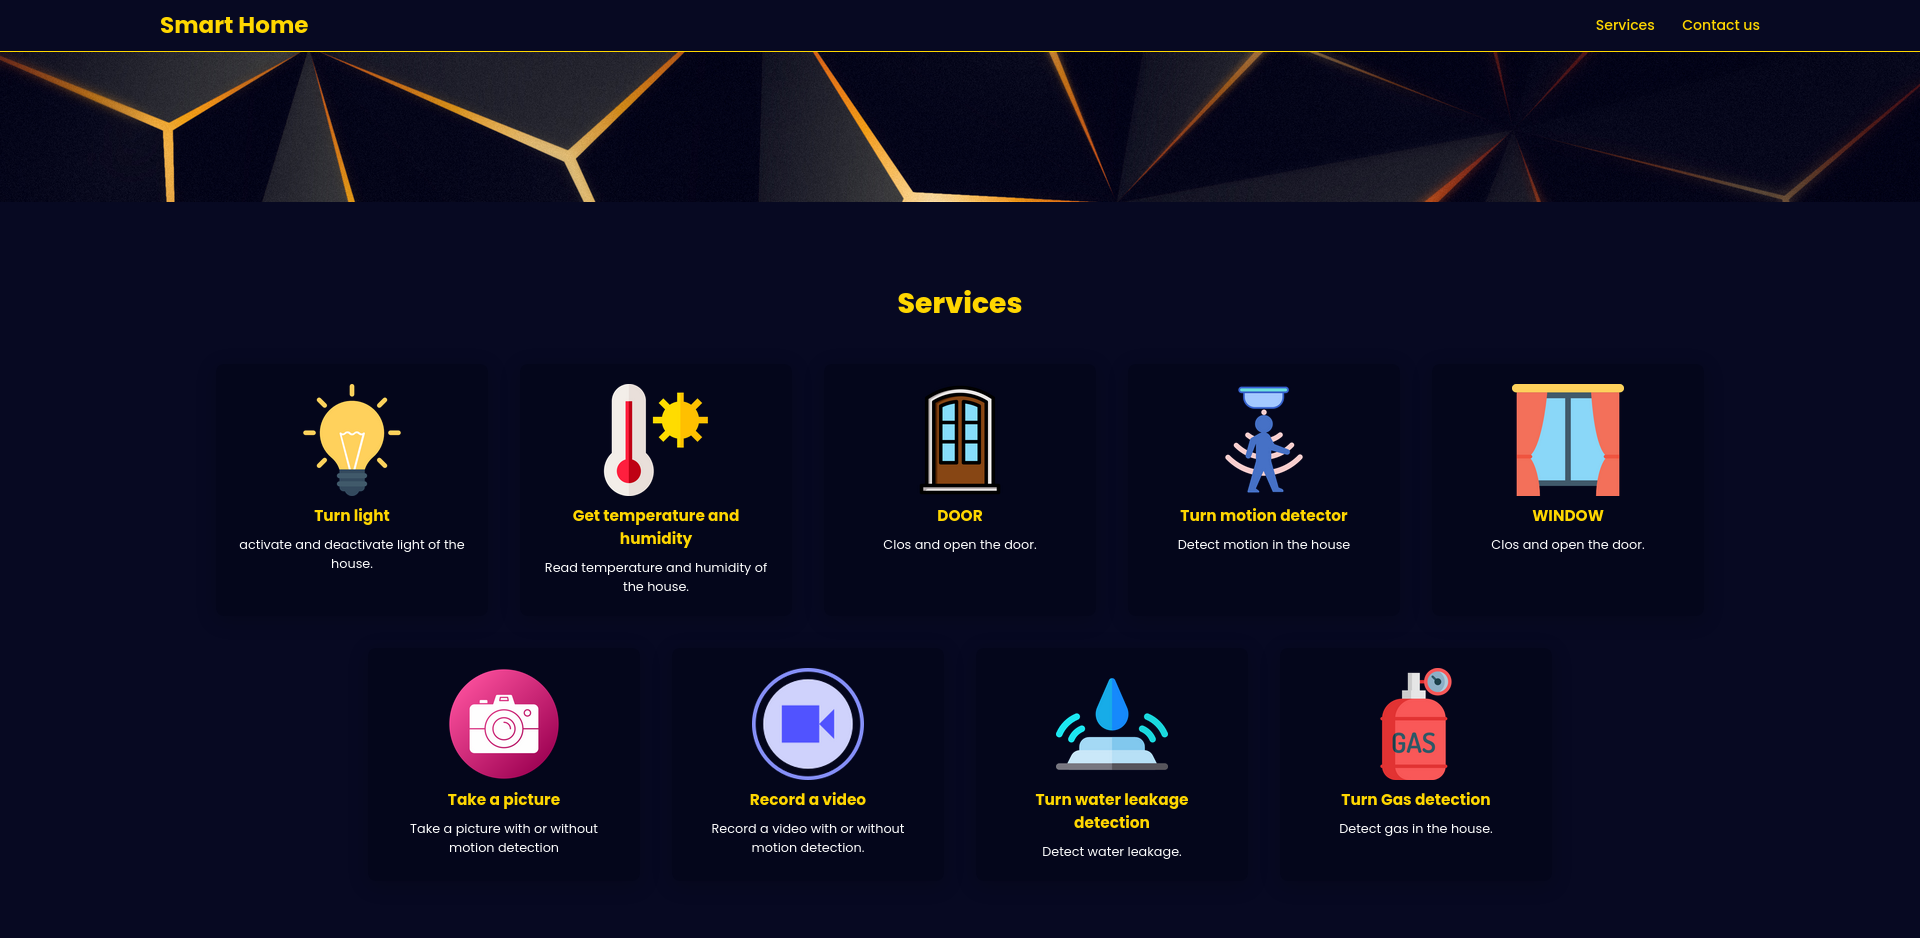 Smart Home
Services
Contact us
Services
Turn light
activate and deactivate light of the
house.
Get temperature and
humidity
Read temperature and humidity of
the house.
DOOR
Clos and open the door.
Turn motion detector
Detect motion in the house
WINDOW
Clos and open the door.
Take a picture
Take a picture with or without
motion detection
Record a video
Record a video with or without
motion detection.
Turn water leakage
detection
Detect water leakage.
GAS
Turn Gas detection
Detect gas in the house.